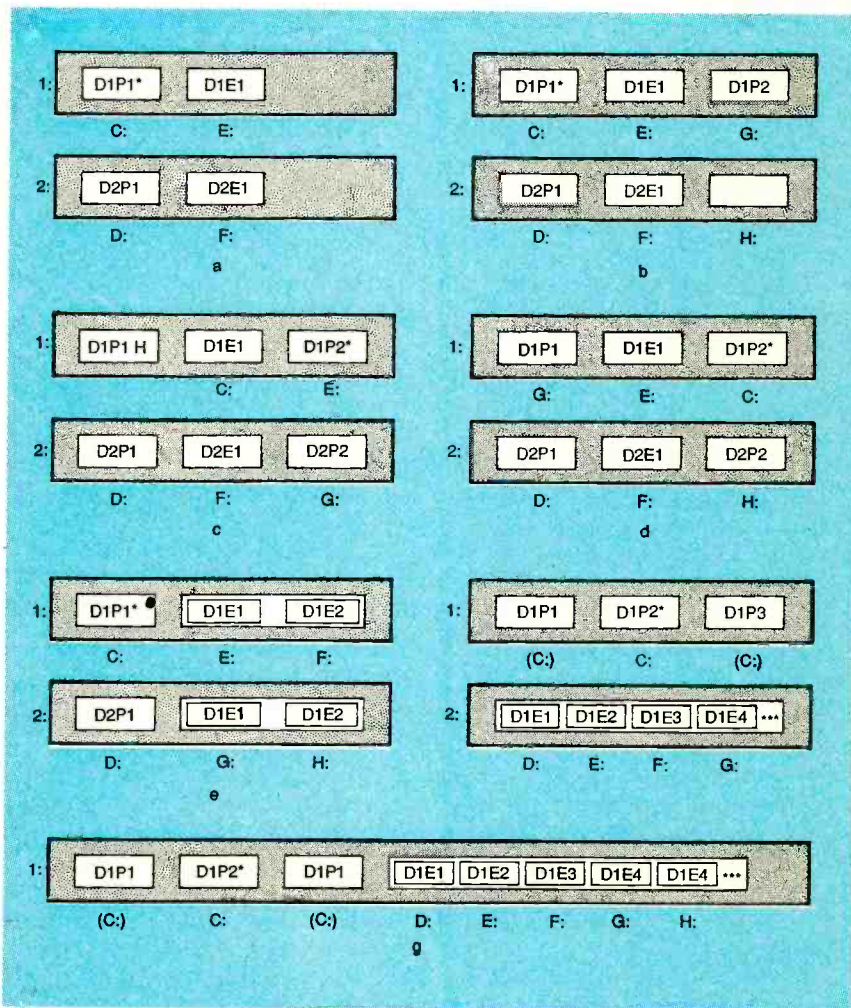 1: D1P1* D1E1
C: E:
2: D2P1 D2E1
D: F:
a
1: D1P1* D1E1 D1P2
C: E: G:
2: D2P1 D2E1
D: F: H:
b
1: D1P1 H D1E1 D1P2*
C: E:
2: D2P1 D2E1 D2P2
D: F: G:
c
1: D1P1 D1E1 D1P2*
G: E: C:
2: D2P1 D2E1 D2P2
D: F: H:
d
1: D1P1* D1E1 D1E2
C: E: F:
2: D2P1 D1E1 D1E2
D: G: H:
e
1: D1P1 D1P2* D1P3
(C:) C: (C:)
2: D1E1 D1E2 D1E3 D1E4 •••
D: E: F: G:
1: D1P1 D1P2* D1P1 D1E1 D1E2 D1E3 D1E4 D1E4 •••
(C:) C: (C:) D: E: F: G: H:
g